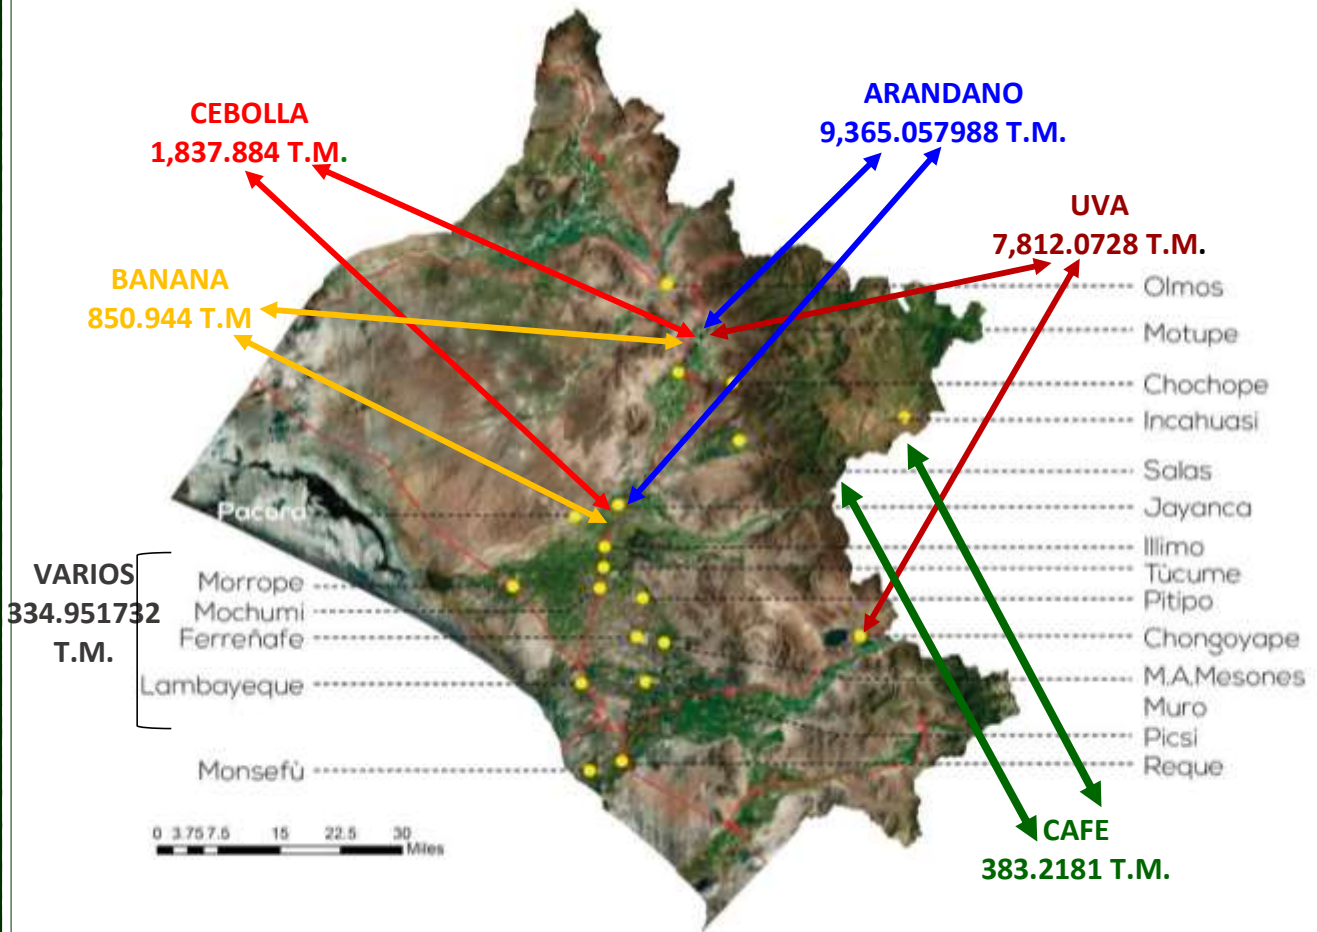 CEBOLLA
1,837.884 T.M.
ARANDANO
9,365.057988 T.M.
UVA
7,812.0728 T.M.
BANANA
850.944 T.M
Olmos
Motupe
Chochope
Incahuasi
Salas
Jayanca
Pacora
Illimo
Tùcume
Pitipo
VARIOS
334.951732
T.M.
Morrope
Mochumi
Ferreñafe
Lambayeque
Chongoyape
M.A.Mesones
Muro
Picsi
Reque
Monsefù
0 3.75 7.5 15 22.5 30
Miles
CAFE
383.2181 T.M.